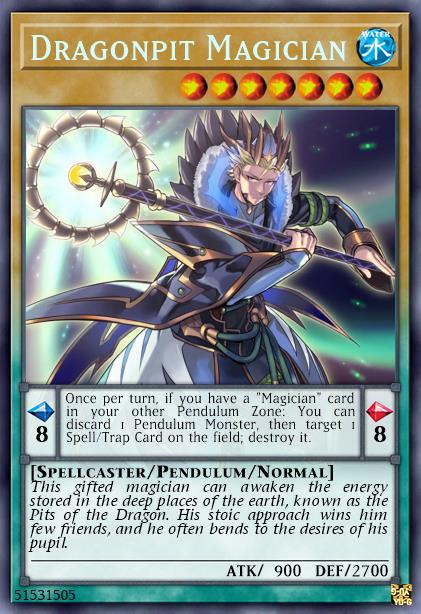 Dragonpit Magician
WATER
水
Once per turn, if you have a "Magician" card
in your other Pendulum Zone: You can
discard 1 Pendulum Monster, then target 1
Spell/Trap Card on the field; destroy it.
8
8
[Spellcaster/Pendulum/Normal]
This gifted magician can awaken the energy
stored in the deep places of the earth, known as the
Pits of the Dragon. His stoic approach wins him
few friends, and he often bends to the desires of his
pupil.
ATK/ 900 DEF/2700
51531505